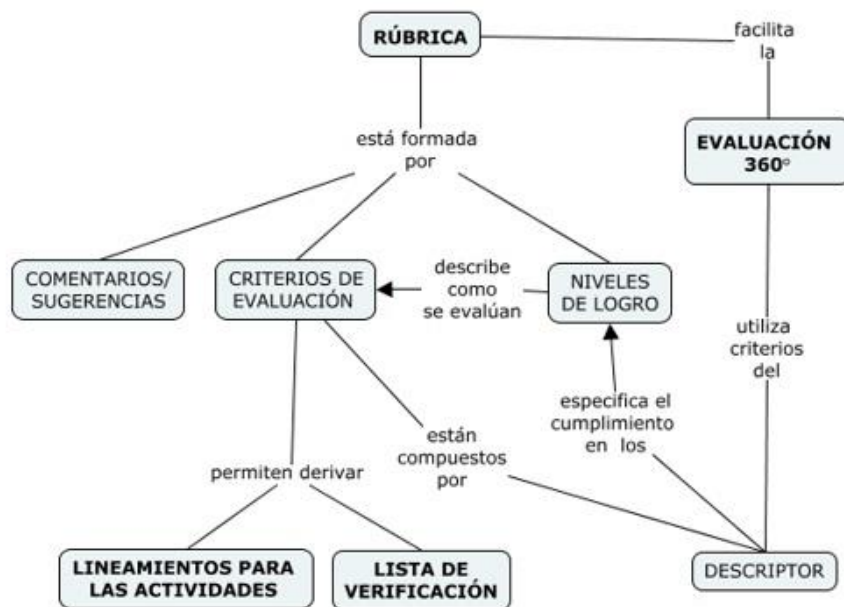 RÚBRICA
facilita
la
está formada
por
EVALUACIÓN
360°
COMENTARIOS/
SUGERENCIAS
CRITERIOS DE
EVALUACIÓN
describe
como
se evalúan
NIVELES
DE LOGRO
utiliza
criterios
del
especifica el
cumplimiento
en los
están
compuestos
por
permiten derivar
LINEAMIENTOS PARA
LAS ACTIVIDADES
LISTA DE
VERIFICACIÓN
DESCRIPTOR